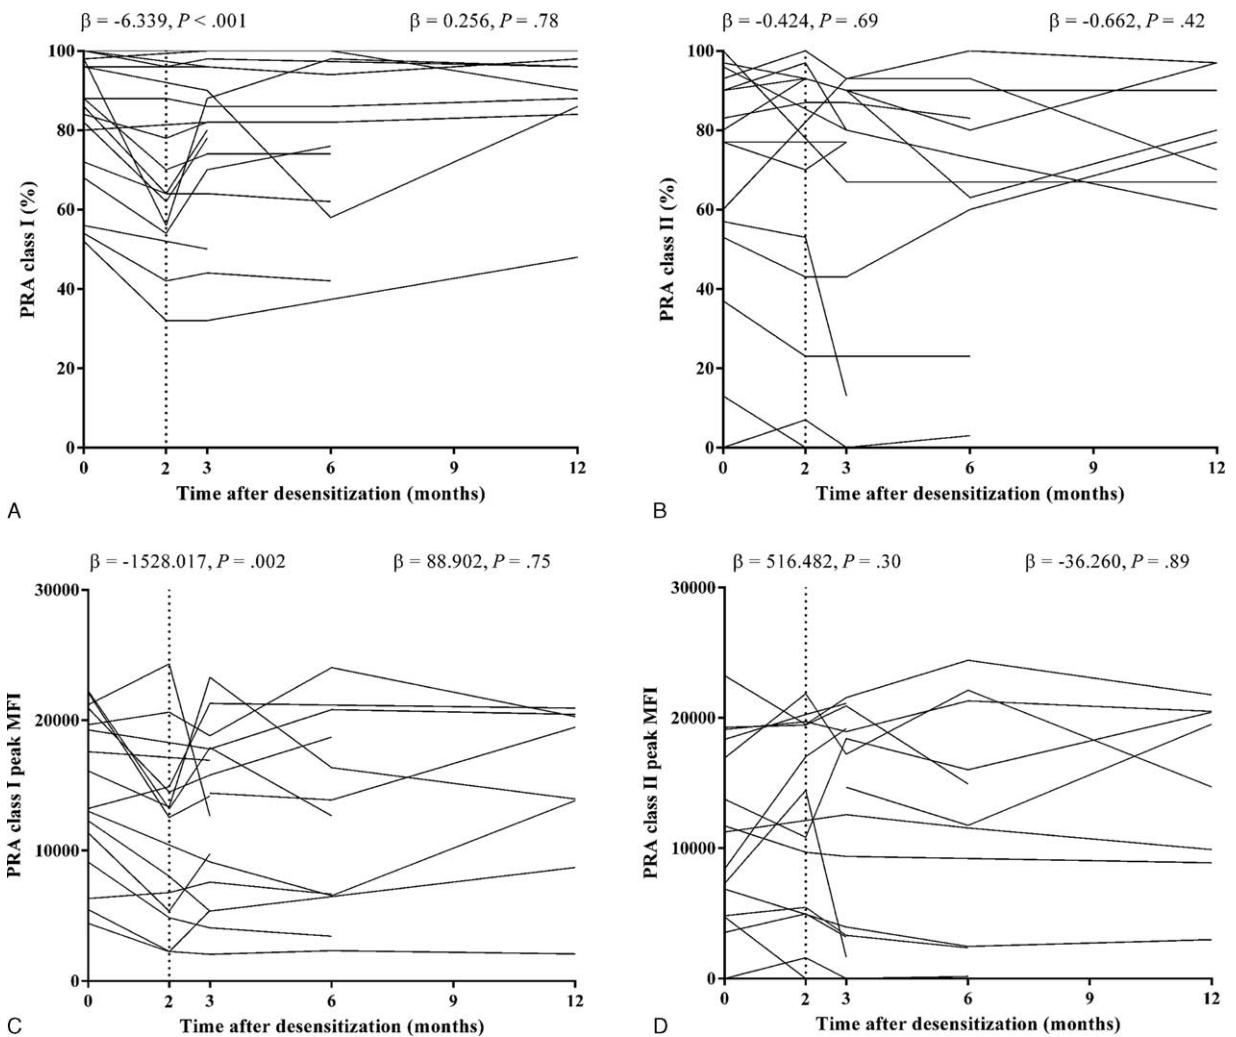 β = -6.339, P < .001 β = 0.256, P = .78
100
80
60
40
20
0
PRA class I (%)
0 2 3 6 9 12
Time after desensitization (months)
A
β = -0.424, P = .69 β = -0.662, P = .42
100
80
60
40
20
0
PRA class II (%)
0 2 3 6 9 12
Time after desensitization (months)
B
β = -1528.017, P = .002 β = 88.902, P = .75
30000
20000
10000
0
PRA class I peak MFI
0 2 3 6 9 12
Time after desensitization (months)
C
β = 516.482, P = .30 β = -36.260, P = .89
30000
20000
10000
0
PRA class II peak MFI
0 2 3 6 9 12
Time after desensitization (months)
D